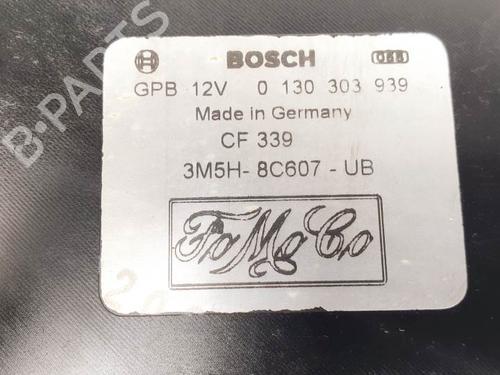 BOSCH
GPB 12V 0 130 303 939
Made in Germany
CF 339
3M5H- 8C607 - UB
FoMoCo
B-PARTS